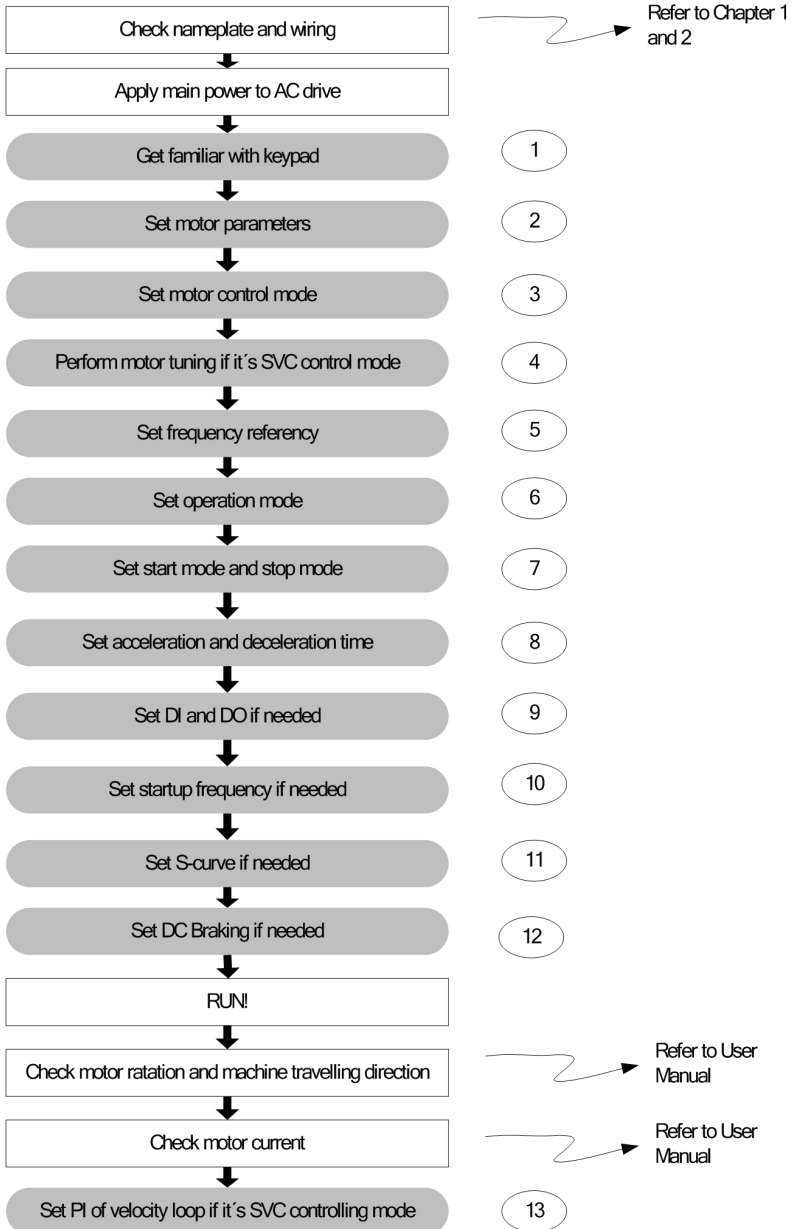 Check nameplate and wiring
Refer to Chapter 1
and 2
Apply main power to AC drive
Get familiar with keypad
1
Set motor parameters
2
Set motor control mode
3
Perform motor tuning if it´s SVC control mode
4
Set frequency referency
5
Set operation mode
6
Set start mode and stop mode
7
Set acceleration and deceleration time
8
Set DI and DO if needed
9
Set startup frequency if needed
10
Set S-curve if needed
11
Set DC Braking if needed
12
RUN!
Check motor ratation and machine travelling direction
Refer to User
Manual
Check motor current
Refer to User
Manual
Set PI of velocity loop if it´s SVC controlling mode
13